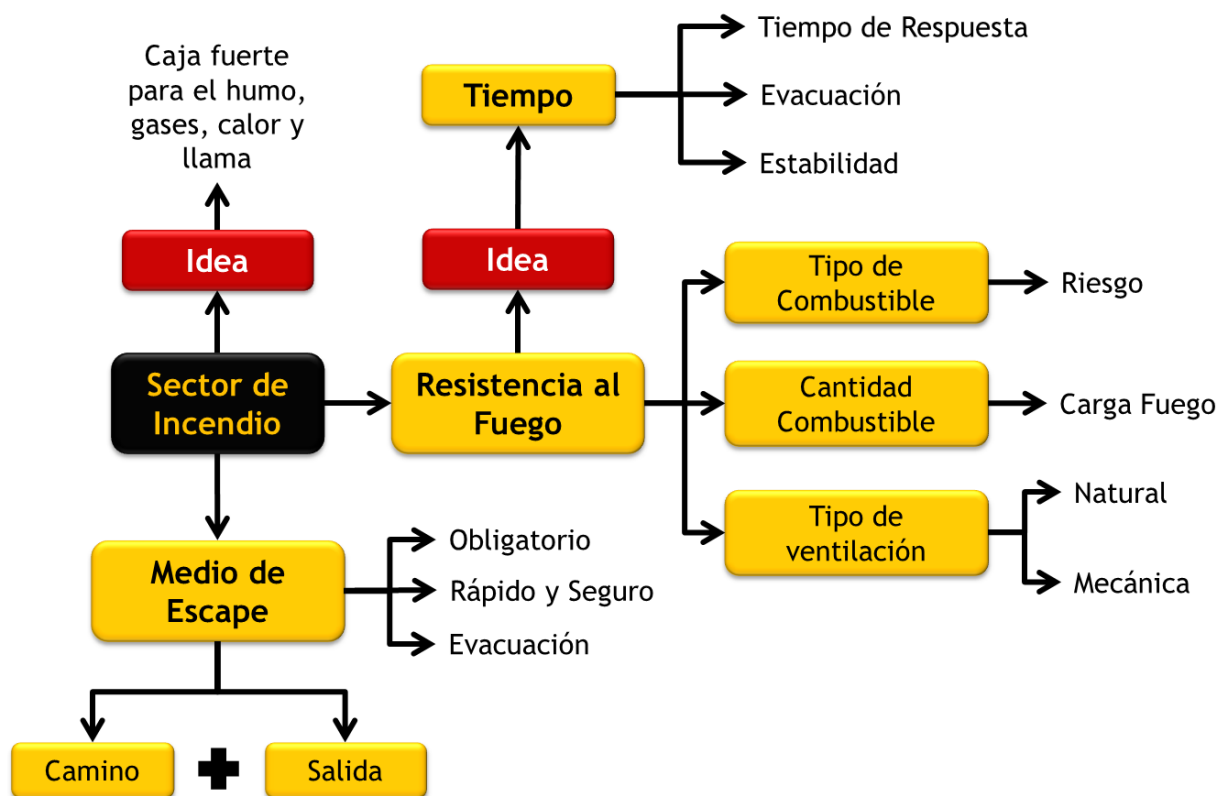 Caja fuerte
para el humo,
gases, calor y
llama
Idea
Sector de
Incendio
Tiempo
Tiempo de Respuesta
Evacuación
Estabilidad
Idea
Resistencia al
Fuego
Tipo de
Combustible
Riesgo
Cantidad
Combustible
Carga Fuego
Tipo de
ventilación
Natural
Mecánica
Medio de
Escape
Obligatorio
Rápido y Seguro
Evacuación
Camino
+
Salida